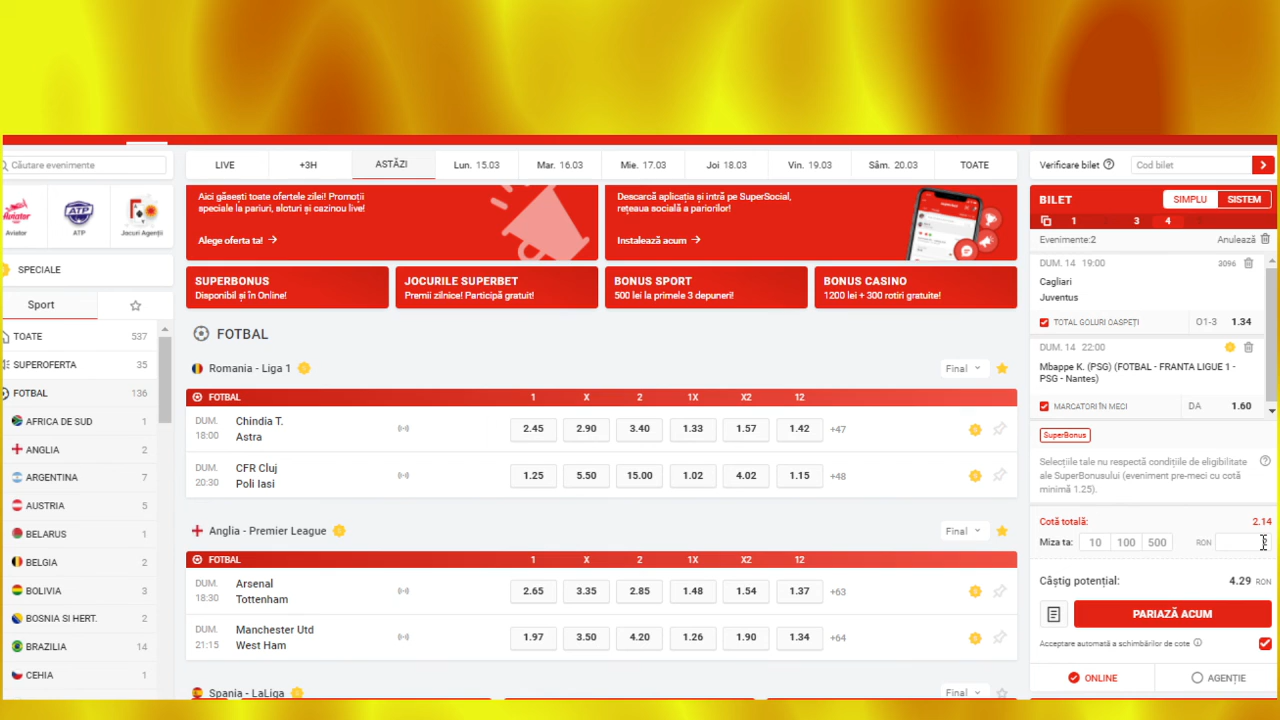 Căutare evenimente
LIVE
+3H
ASTĂZI
Lun. 15.03
Mar. 16.03
Mie. 17.03
Joi 18.03
Vin. 19.03
Sâm. 20.03
TOATE
Verificare bilet
Cod bilet
Aviator
ATP
Jocuri Agenții
SPECIALE
Sport
TOATE 537
SUPEROFERTA 35
FOTBAL 136
AFRICA DE SUD 1
ANGLIA 2
ARGENTINA 7
AUSTRIA 5
BELARUS 1
BELGIA 2
BOLIVIA 3
BOSNIA SI HERT. 2
BRAZILIA 14
CEHIA 1
Aici găsești toate ofertele zilei! Promoții
speciale la pariuri, sloturi și cazinou live!
Alege oferta ta!
Descarcă aplicația și intră pe SuperSocial,
rețeaua socială a pariorilor!
Instalează acum
SUPERBONUS
Disponibil și în Online!
JOCURILE SUPERBET
Premii zilnice! Participă gratuit!
BONUS SPORT
500 lei la primele 3 depuneri!
BONUS CASINO
1200 lei + 300 rotiri gratuite!
FOTBAL
Romania - Liga 1
Final
FOTBAL 1 X 2 1X X2 12
DUM. 18:00
Chindia T.
Astra
2.45 2.90 3.40 1.33 1.57 1.42 +47
DUM. 20:30
CFR Cluj
Poli Iasi
1.25 5.50 15.00 1.02 4.02 1.15 +48
Anglia - Premier League
Final
FOTBAL 1 X 2 1X X2 12
DUM. 18:30
Arsenal
Tottenham
2.65 3.35 2.85 1.48 1.54 1.37 +63
DUM. 21:15
Manchester Utd
West Ham
1.97 3.50 4.20 1.26 1.90 1.34 +64
Spania - LaLiga
Final
BILET
SIMPLU
SISTEM
1 3 4
Evenimente:2
Anulează
DUM. 14 19:00 3096
Cagliari
Juventus
TOTAL GOLURI OASPEȚI O1-3 1.34
DUM. 14 22:00
Mbappe K. (PSG) (FOTBAL - FRANTA LIGUE 1 -
PSG - Nantes)
MARCATORI ÎN MECI DA 1.60
SuperBonus
Selecțiile tale nu respectă condițiile de eligibilitate
ale SuperBonusului (eveniment pre-meci cu cotă
minimă 1.25).
Cotă totală: 2.14
Miza ta: 10 100 500 RON
Câștig potențial: 4.29 RON
PARIAZĂ ACUM
Acceptare automată a schimbărilor de cote
ONLINE
AGENȚIE